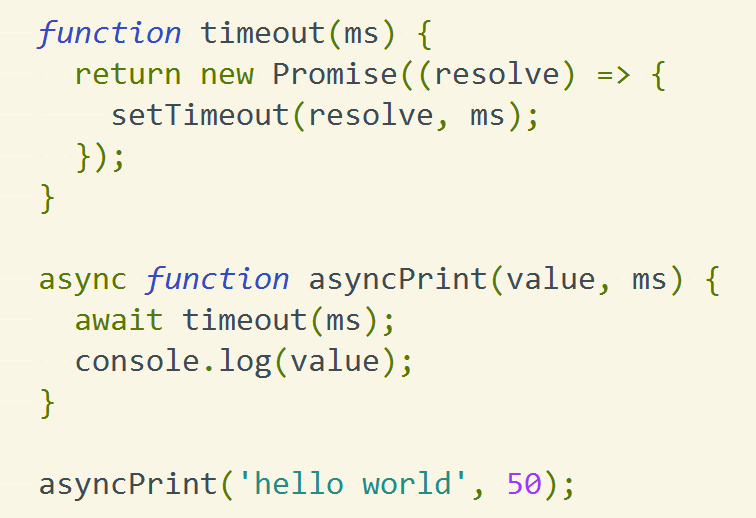 function timeout(ms) {
  return new Promise((resolve) => {
    setTimeout(resolve, ms);
  });
}

async function asyncPrint(value, ms) {
  await timeout(ms);
  console.log(value);
}

asyncPrint('hello world', 50);